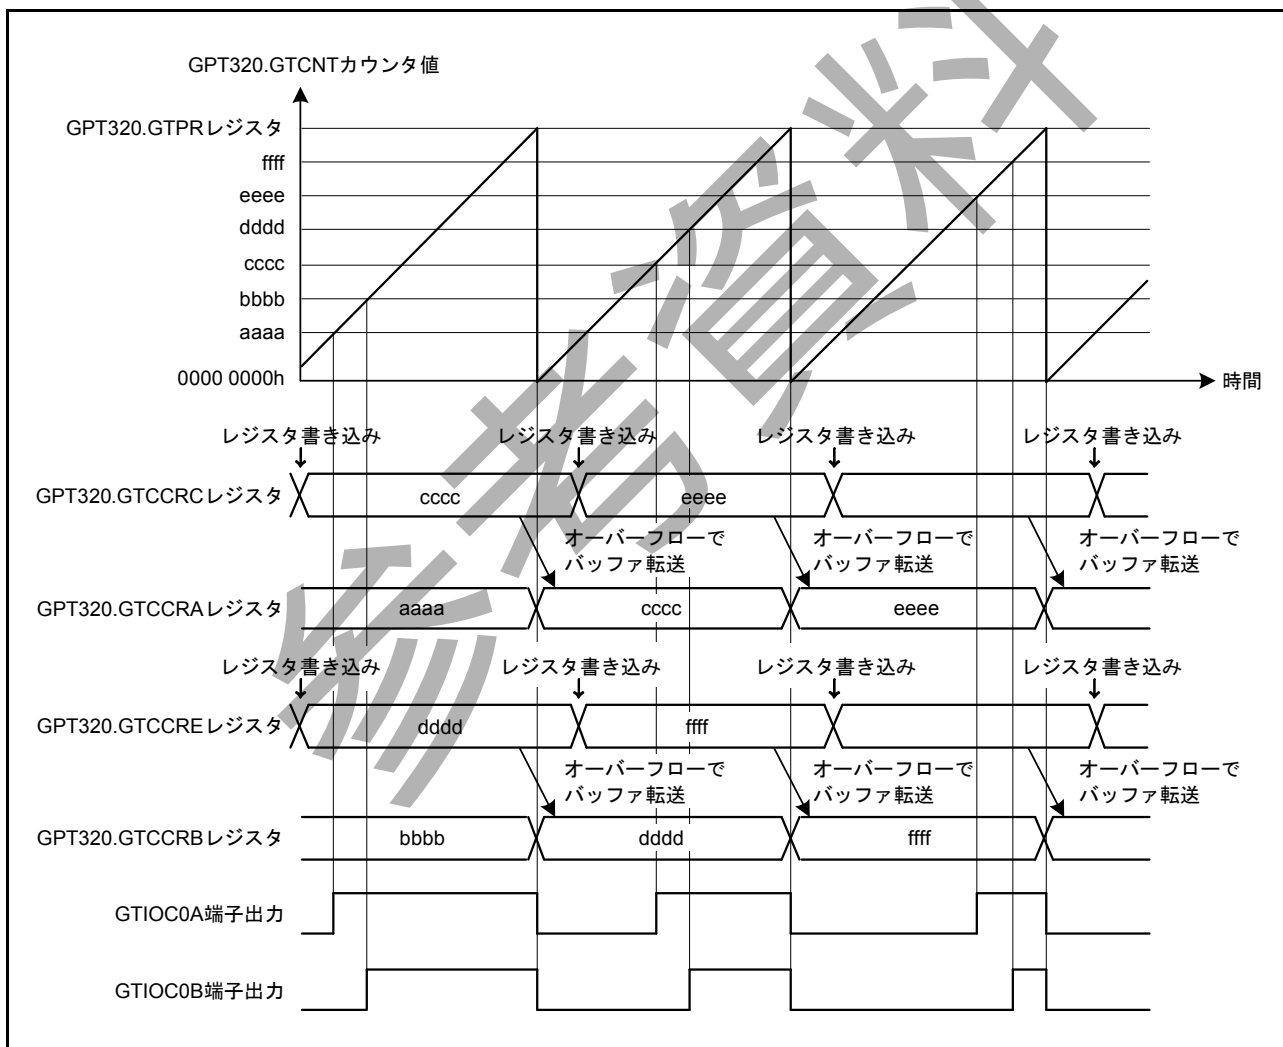 GPT320.GTCNTカウンタ値
GPT320.GTPRレジスタ
ffff
eeee
dddd
cccc
bbbb
aaaa
0000 0000h
時間
レジスタ書き込み レジスタ書き込み レジスタ書き込み レジスタ書き込み
GPT320.GTCCRCレジスタ cccc eeee
オーバーフローで オーバーフローで オーバーフローで
バッファ転送 バッファ転送 バッファ転送
GPT320.GTCCRAレジスタ aaaa cccc eeee
レジスタ書き込み レジスタ書き込み レジスタ書き込み レジスタ書き込み
GPT320.GTCCREレジスタ dddd ffff
オーバーフローで オーバーフローで オーバーフローで
バッファ転送 バッファ転送 バッファ転送
GPT320.GTCCRBレジスタ bbbb dddd ffff
GTIOC0A端子出力
GTIOC0B端子出力
参考資料